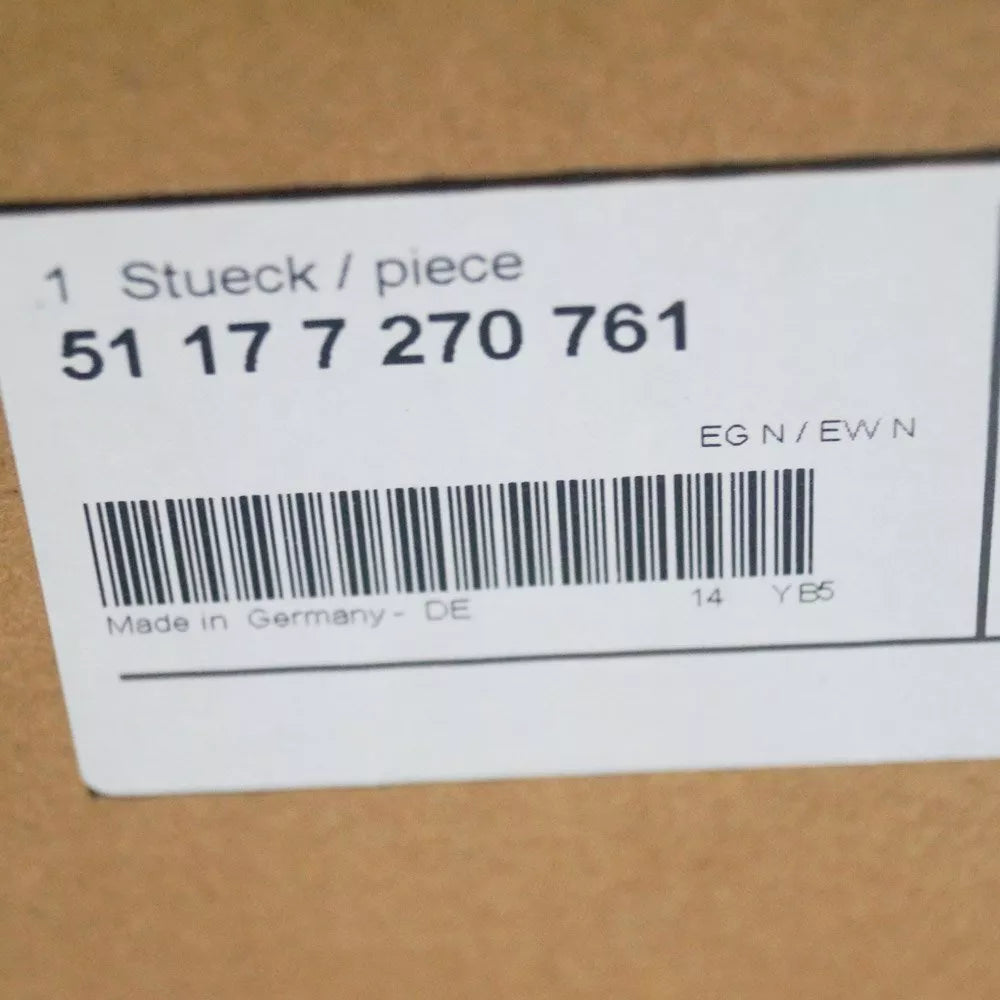 1 Stueck / piece
51 17 7 270 761
EG N / EW N
Made in Germany - DE 14 YB5